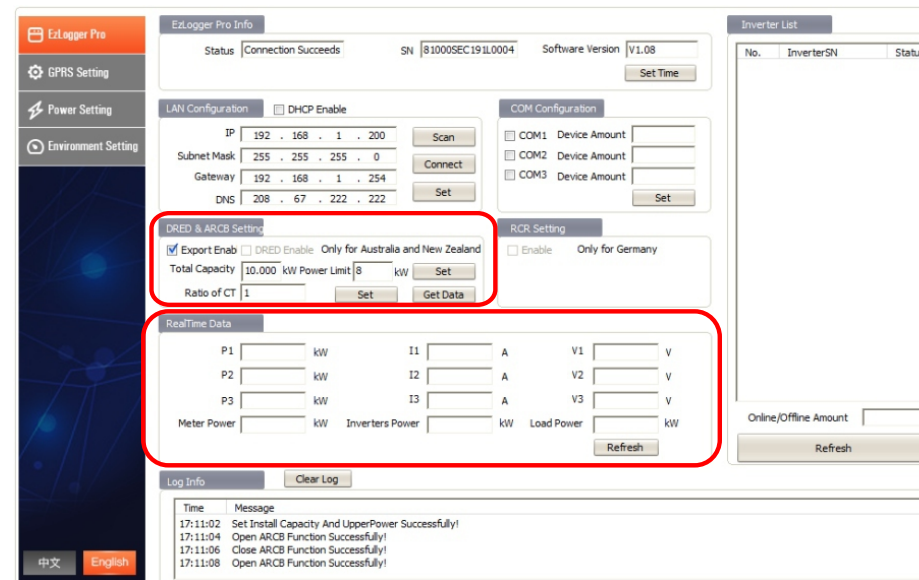 EzLogger Pro
GPRS Setting
Power Setting
Environment Setting
中文 English
EzLogger Pro Info
Status Connection Succeeds SN 81000SEC191L0004 Software Version V1.08
Set Time
LAN Configuration DHCP Enable
IP 192 . 168 . 1 . 200 Scan
Subnet Mask 255 . 255 . 255 . 0 Connect
Gateway 192 . 168 . 1 . 254
DNS 208 . 67 . 222 . 222 Set
COM Configuration
COM1 Device Amount
COM2 Device Amount
COM3 Device Amount
Set
DRED & ARCB Setting
Export Enab DRED Enable Only for Australia and New Zealand
Total Capacity 10.000 kW Power Limit 8 kW Set
Ratio of CT 1 Set Get Data
RCR Setting
Enable Only for Germany
RealTime Data
P1 kW I1 A V1 V
P2 kW I2 A V2 V
P3 kW I3 A V3 V
Meter Power kW Inverters Power kW Load Power kW
Refresh
Log Info Clear Log
Time Message
17:11:02 Set Install Capacity And UpperPower Successfully!
17:11:04 Open ARCB Function Successfully!
17:11:06 Close ARCB Function Successfully!
17:11:08 Open ARCB Function Successfully!
Inverter List
No. InverterSN Statu
Online/Offline Amount
Refresh